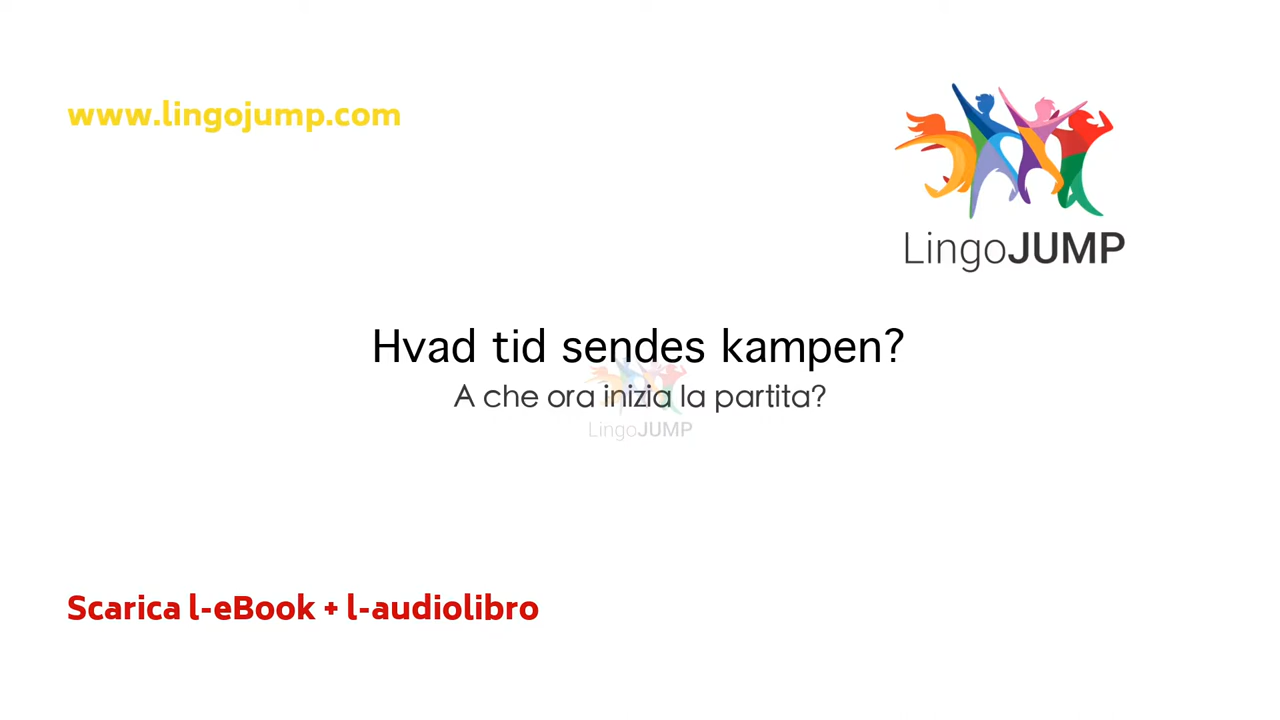 www.lingojump.com
LingoJUMP
Hvad tid sendes kampen?
A che ora inizia la partita?
LingoJUMP
Scarica l-eBook + l-audiolibro